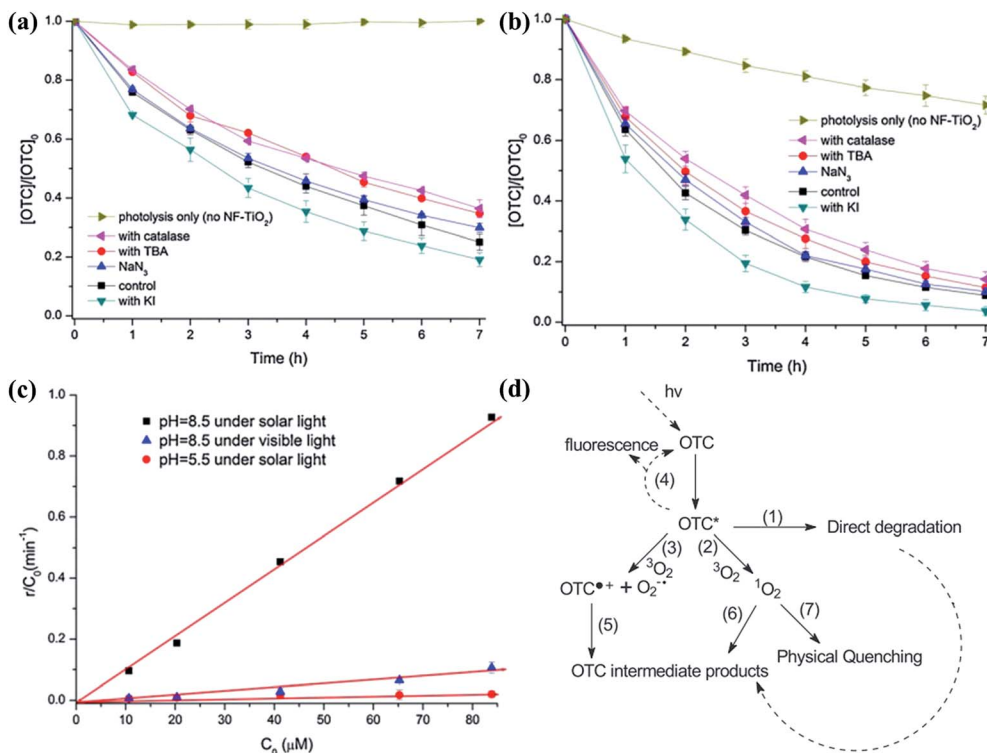 (a)
[OTC]/[OTC]₀
1.0
0.8
0.6
0.4
0.2
0.0
photolysis only (no NF-TiO₂)
with catalase
with TBA
NaN₃
control
with KI
0 1 2 3 4 5 6 7
Time (h)
(b)
[OTC]/[OTC]₀
1.0
0.8
0.6
0.4
0.2
0.0
photolysis only (no NF-TiO₂)
with catalase
with TBA
NaN₃
control
with KI
0 1 2 3 4 5 6 7
Time (h)
(c)
r/C₀(min⁻¹)
1.0
0.8
0.6
0.4
0.2
0.0
pH=8.5 under solar light
pH=8.5 under visible light
pH=5.5 under solar light
0 10 20 30 40 50 60 70 80
C₀ (μM)
(d)
hv
fluorescence OTC
(4)
OTC* (1) Direct degradation
(3) (2)
³O₂ ³O₂
OTC●+ + O₂⁻• ¹O₂
(5) (6) (7)
OTC intermediate products Physical Quenching